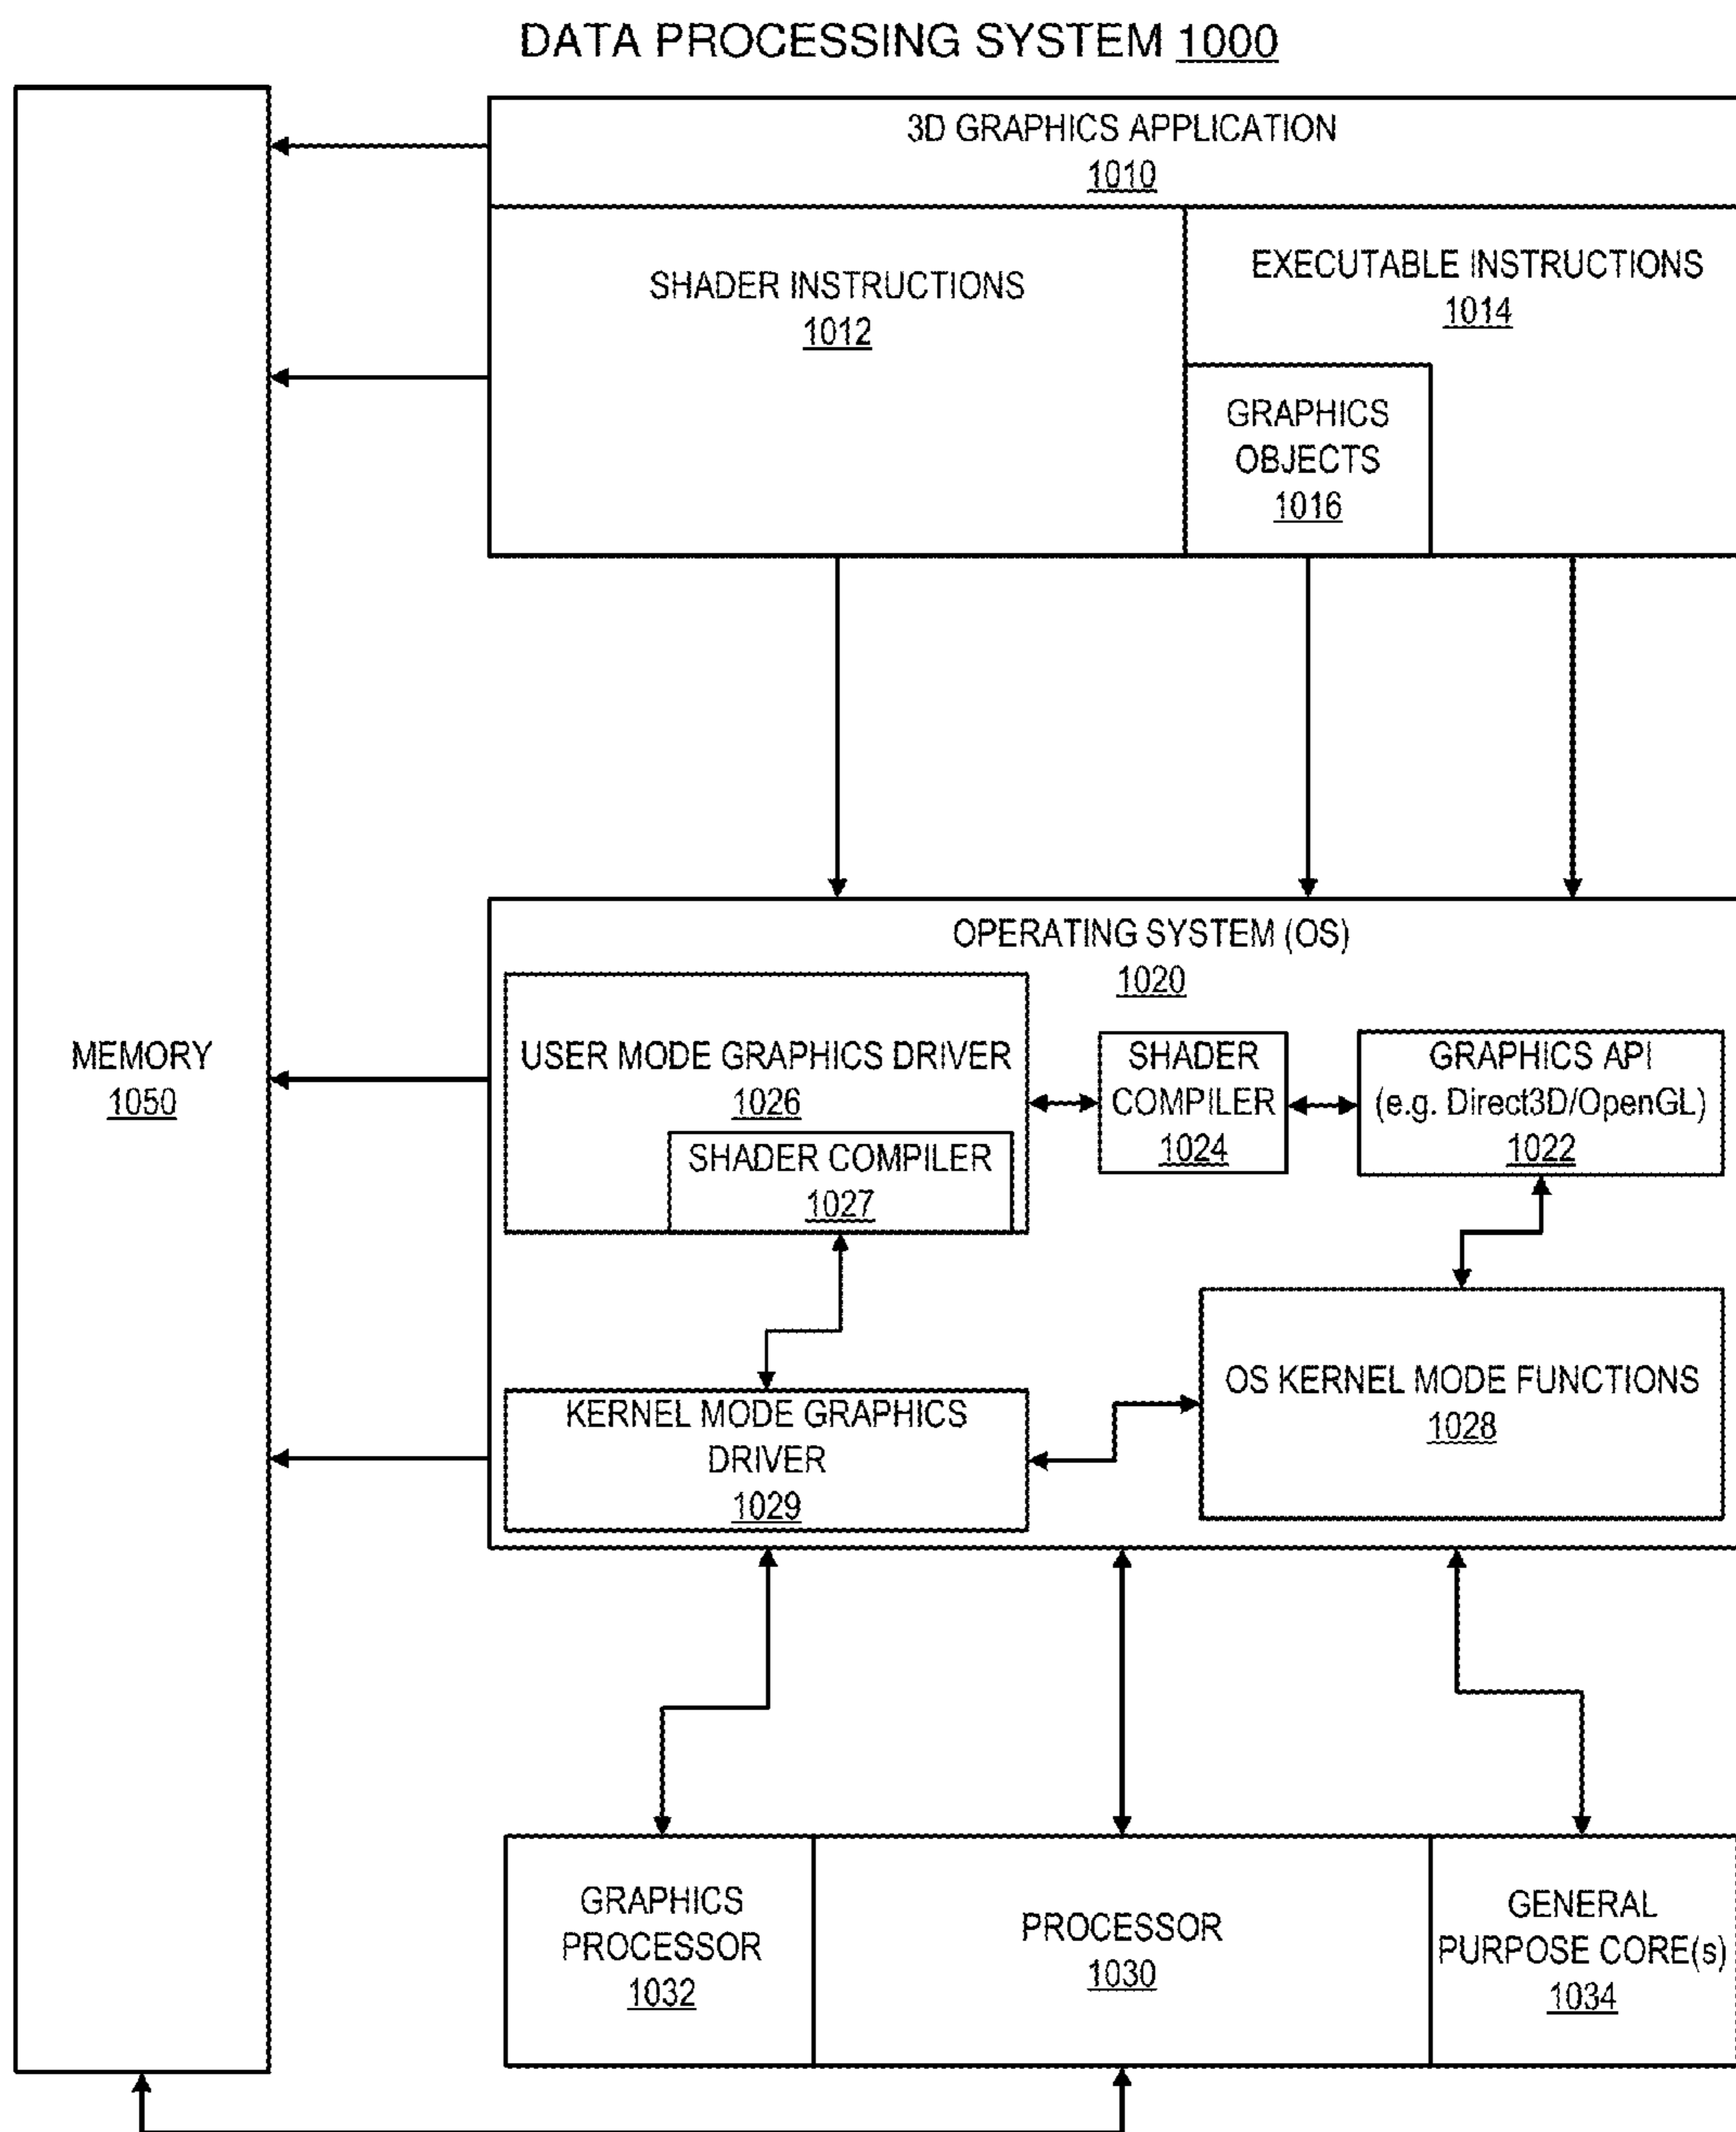 DATA PROCESSING SYSTEM 1000
3D GRAPHICS APPLICATION
1010
SHADER INSTRUCTIONS
1012
EXECUTABLE INSTRUCTIONS
1014
GRAPHICS
OBJECTS
1016
OPERATING SYSTEM (OS)
1020
MEMORY
1050
USER MODE GRAPHICS DRIVER
1026
SHADER COMPILER
1027
SHADER
COMPILER
1024
GRAPHICS API
(e.g. Direct3D/OpenGL)
1022
KERNEL MODE GRAPHICS
DRIVER
1029
OS KERNEL MODE FUNCTIONS
1028
GRAPHICS
PROCESSOR
1032
PROCESSOR
1030
GENERAL
PURPOSE CORE(s)
1034